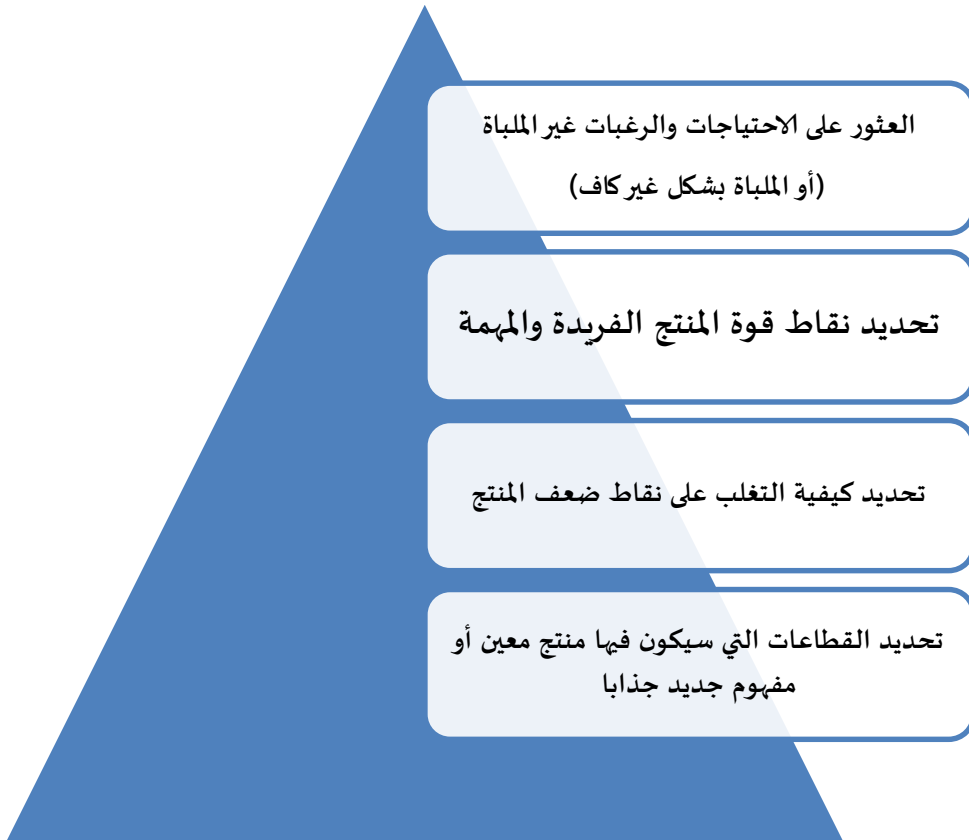 العثور على الاحتياجات والرغبات غير الملباة
(أو الملباة بشكل غير كاف)
تحديد نقاط قوة المنتج الفريدة والمهمة
تحديد كيفية التغلب على نقاط ضعف المنتج
تحديد القطاعات التي سيكون فيها منتج معين أو
مفهوم جديد جذابا